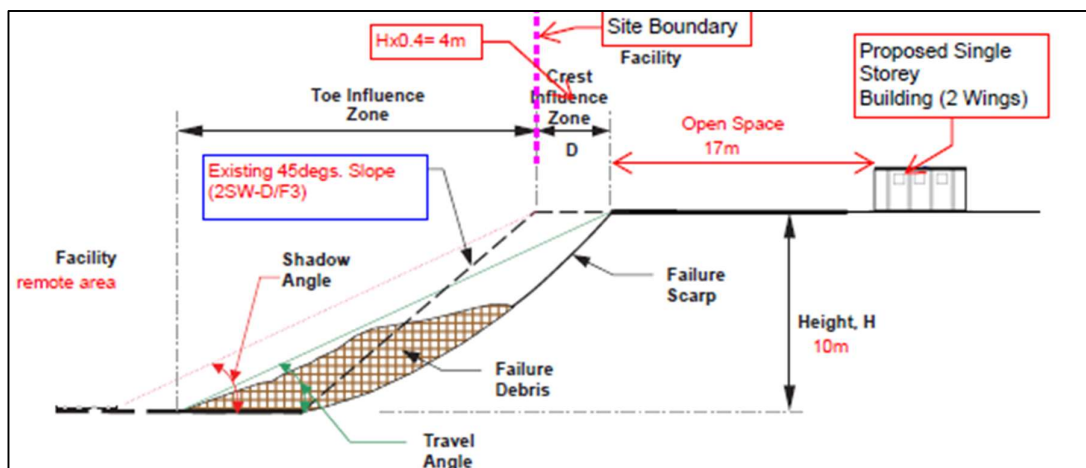 Hx0.4= 4m
Site Boundary
Facility
Proposed Single
Storey
Building (2 Wings)
Crest
Influence
Zone
D
Toe Influence
Zone
Open Space
17m
Existing 45degs. Slope
(2SW-D/F3)
Facility
remote area
Shadow
Angle
Failure
Scarp
Height, H
10m
Failure
Debris
Travel
Angle